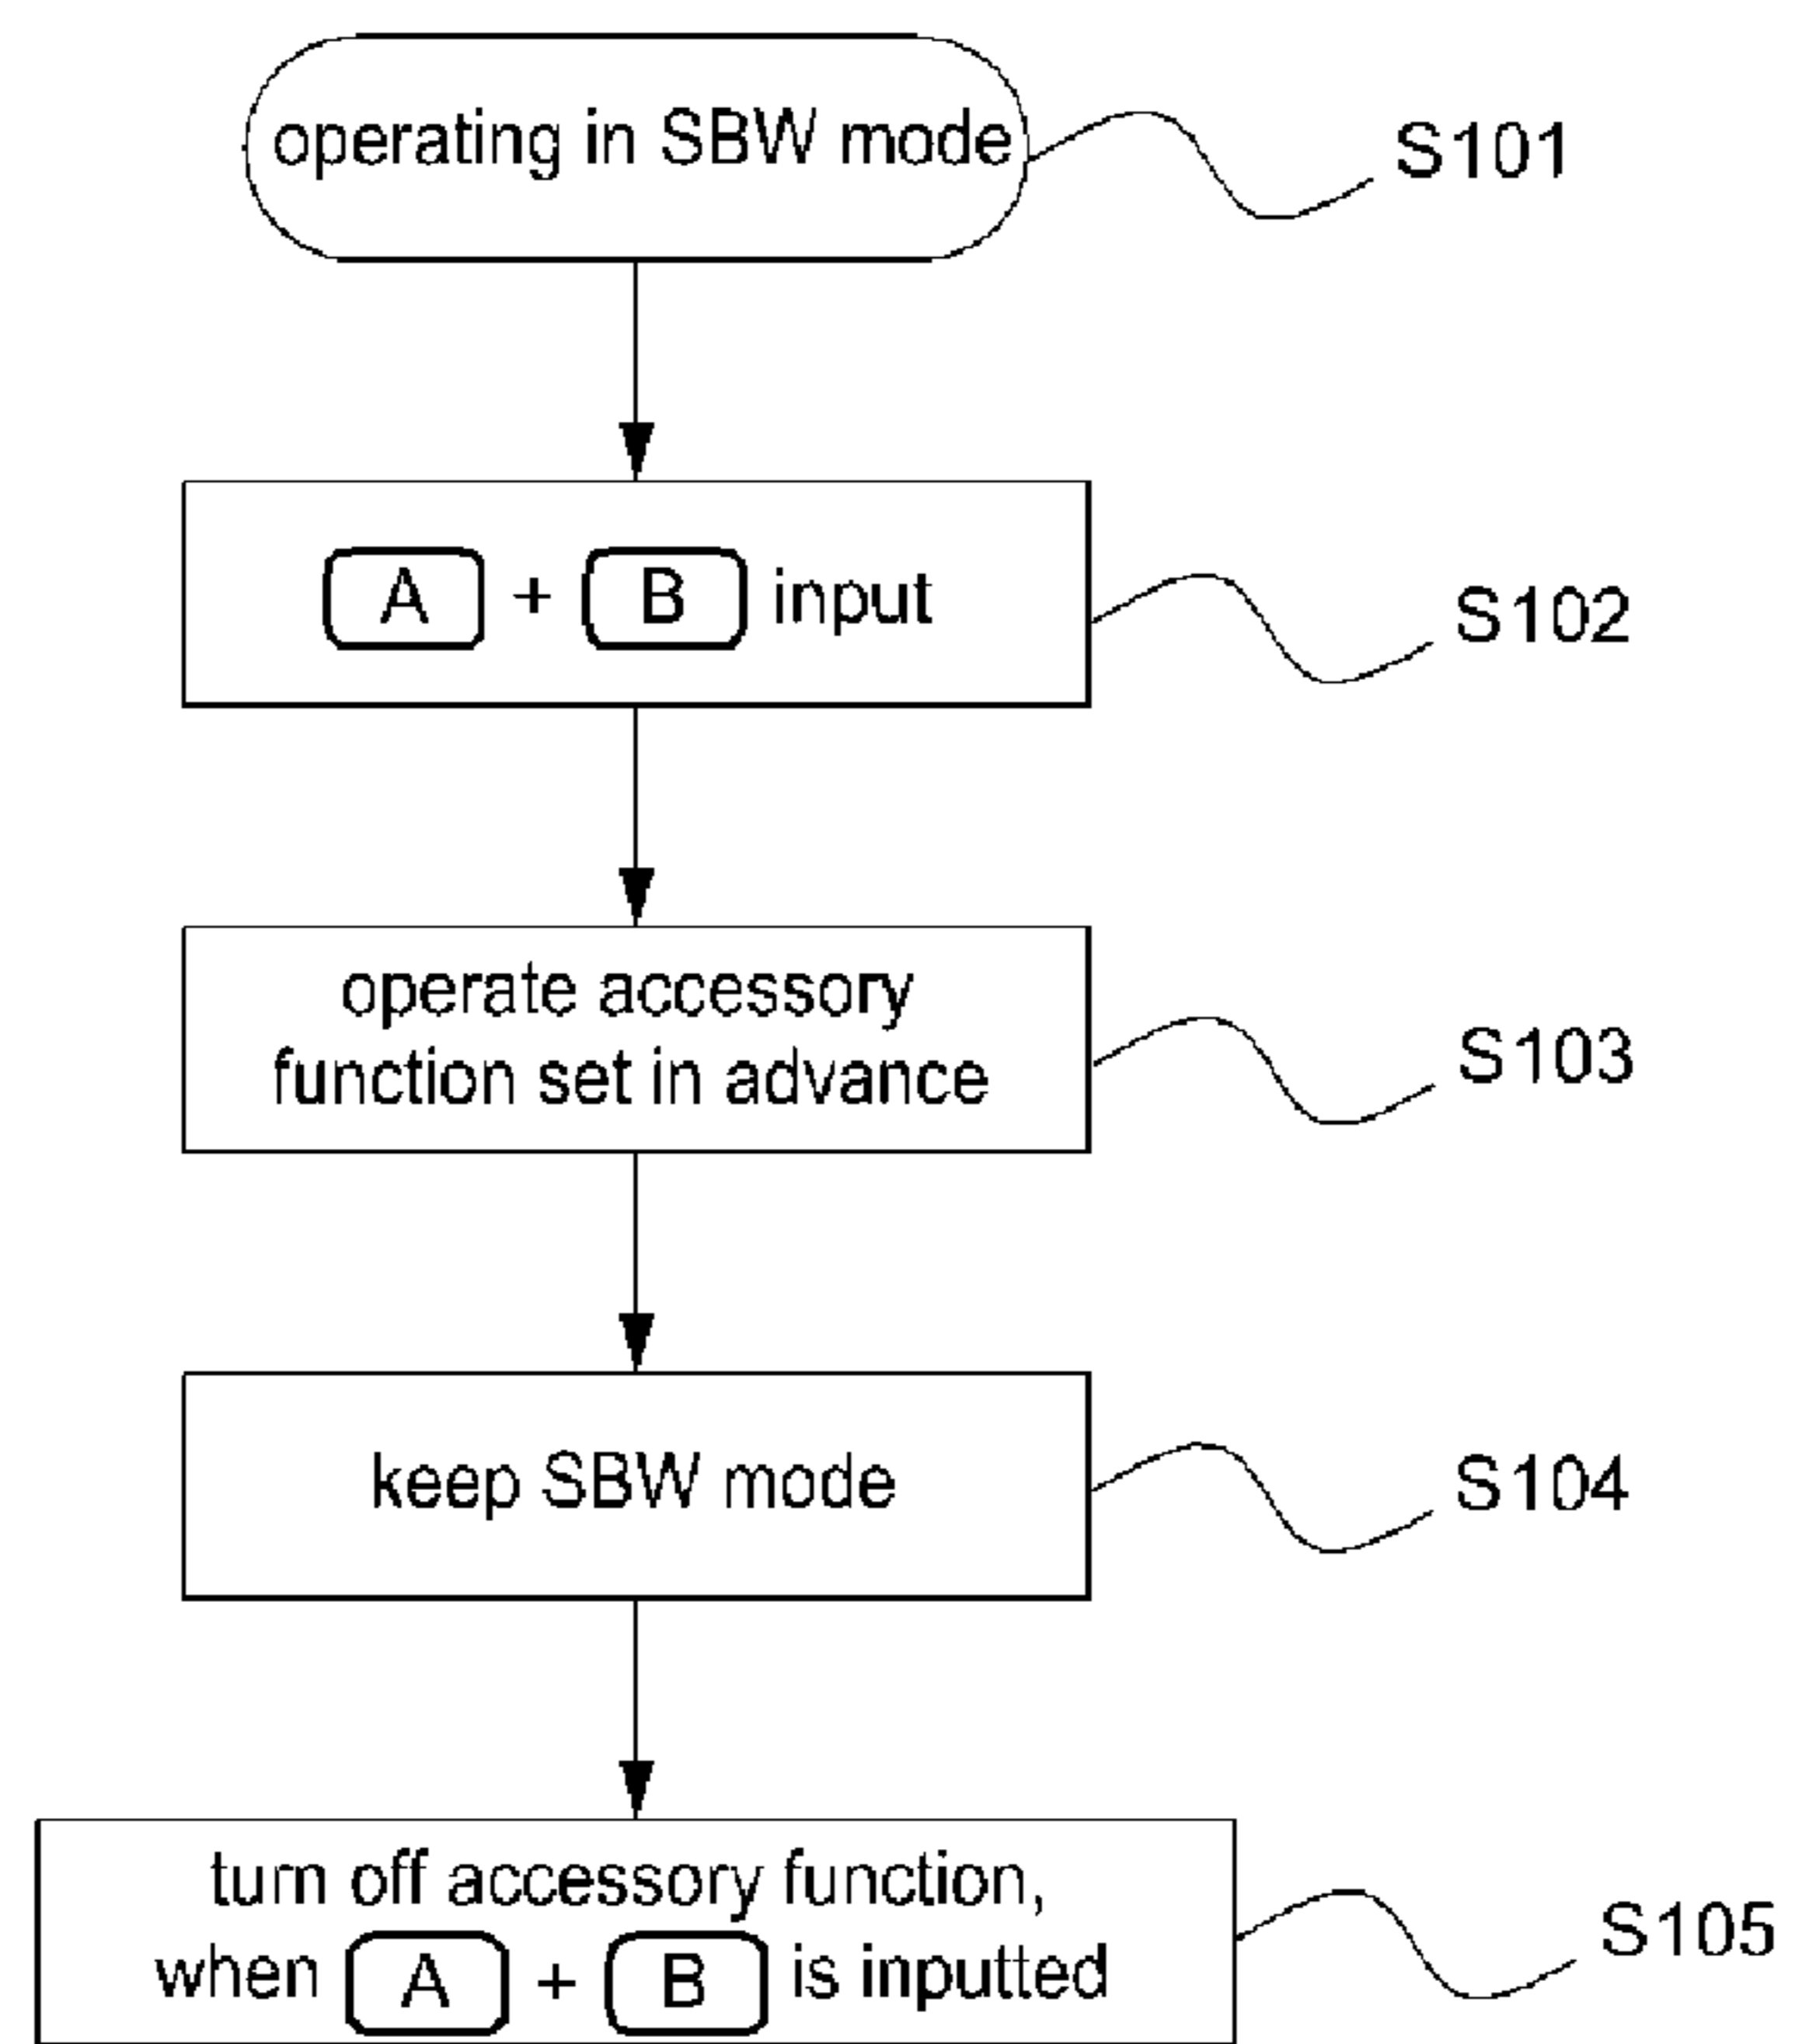 operating in SBW mode
S101
A + B input
S102
operate accessory
function set in advance
S103
keep SBW mode
S104
turn off accessory function,
when A + B is inputted
S105